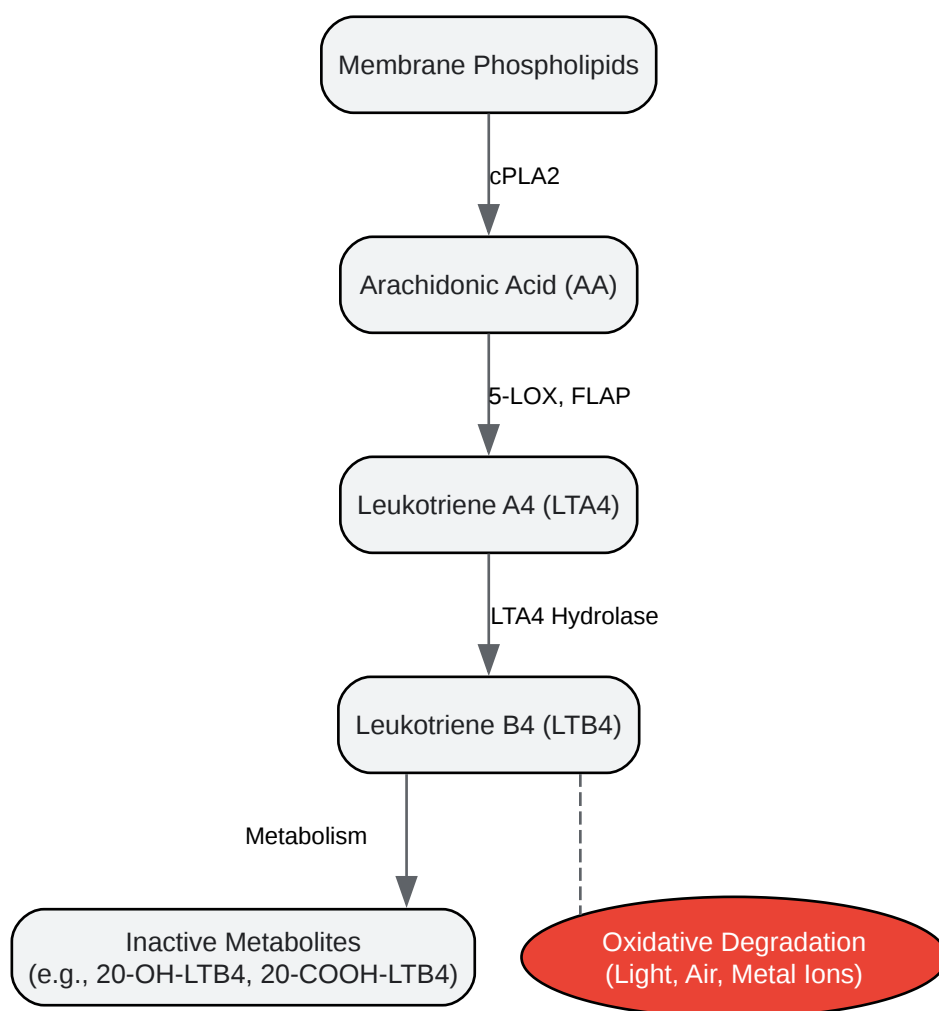 Membrane Phospholipids
cPLA2
Arachidonic Acid (AA)
5-LOX, FLAP
Leukotriene A4 (LTA4)
LTA4 Hydrolase
Leukotriene B4 (LTB4)
Metabolism
Inactive Metabolites
(e.g., 20-OH-LTB4, 20-COOH-LTB4)
Oxidative Degradation
(Light, Air, Metal Ions)